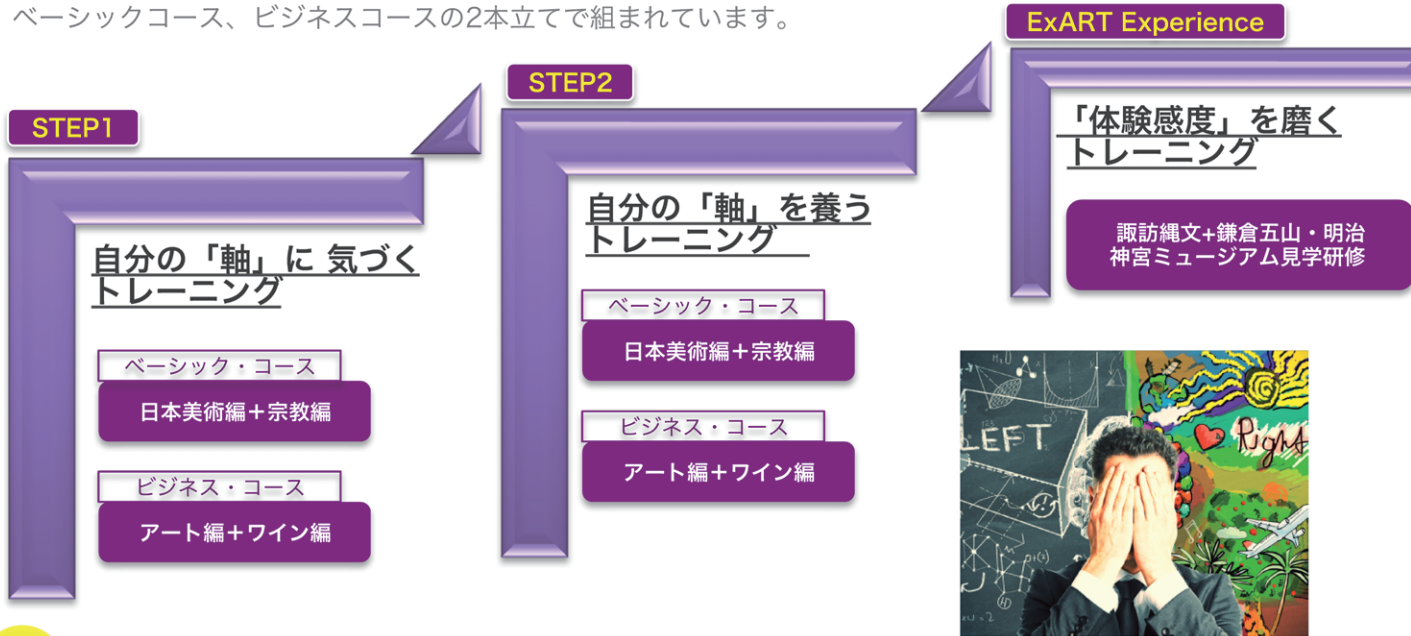 ベーシックコース、ビジネスコースの2本立てで組まれています。
STEP1
自分の「軸」に 気づく
トレーニング
ベーシック・コース
日本美術編＋宗教編
ビジネス・コース
アート編＋ワイン編
STEP2
自分の「軸」を養う
トレーニング
ベーシック・コース
日本美術編＋宗教編
ビジネス・コース
アート編＋ワイン編
ExART Experience
「体験感度」を磨く
トレーニング
諏訪縄文+鎌倉五山・明治
神宮ミュージアム見学研修
LEFT
Right